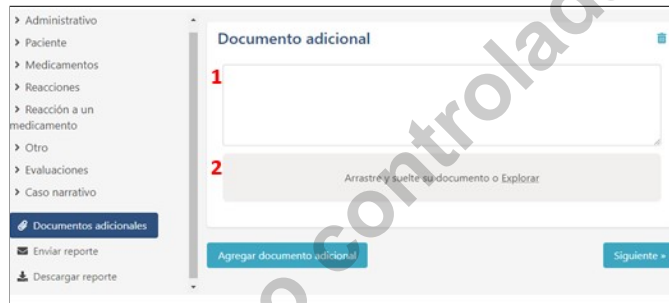 Administrativo
Paciente
Medicamentos
Reacciones
Reacción a un
medicamento
Otro
Evaluaciones
Caso narrativo
Documentos adicionales
Enviar reporte
Descargar reporte
Documento adicional
1
2
Arrastre y suelte su documento o Explorar
Agregar documento adicional
Siguiente »
o controlado